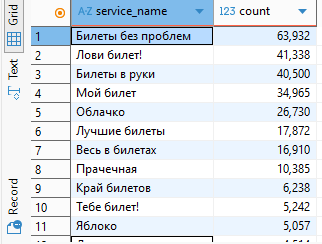 Grid
Text
Record
A-Z service_name
123 count
1 Билеты без проблем 63,932
2 Лови билет! 41,338
3 Билеты в руки 40,500
4 Мой билет 34,965
5 Облачко 26,730
6 Лучшие билеты 17,872
7 Весь в билетах 16,910
8 Прачечная 10,385
9 Край билетов 6,238
10 Тебе билет! 5,242
11 Яблоко 5,057